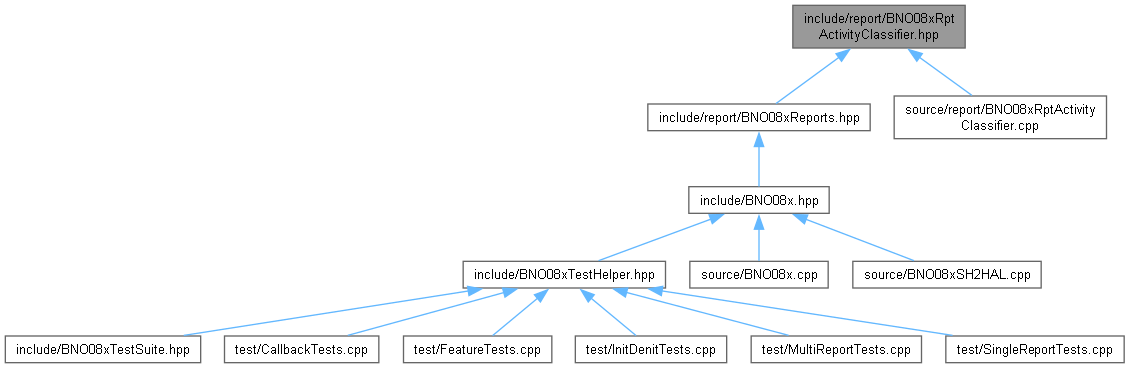 include/report/BNO08xRpt
ActivityClassifier.hpp
include/report/BNO08xReports.hpp
source/report/BNO08xRptActivity
Classifier.cpp
include/BNO08x.hpp
include/BNO08xTestHelper.hpp
source/BNO08x.cpp
source/BNO08xSH2HAL.cpp
include/BNO08xTestSuite.hpp
test/CallbackTests.cpp
test/FeatureTests.cpp
test/InitDenitTests.cpp
test/MultiReportTests.cpp
test/SingleReportTests.cpp